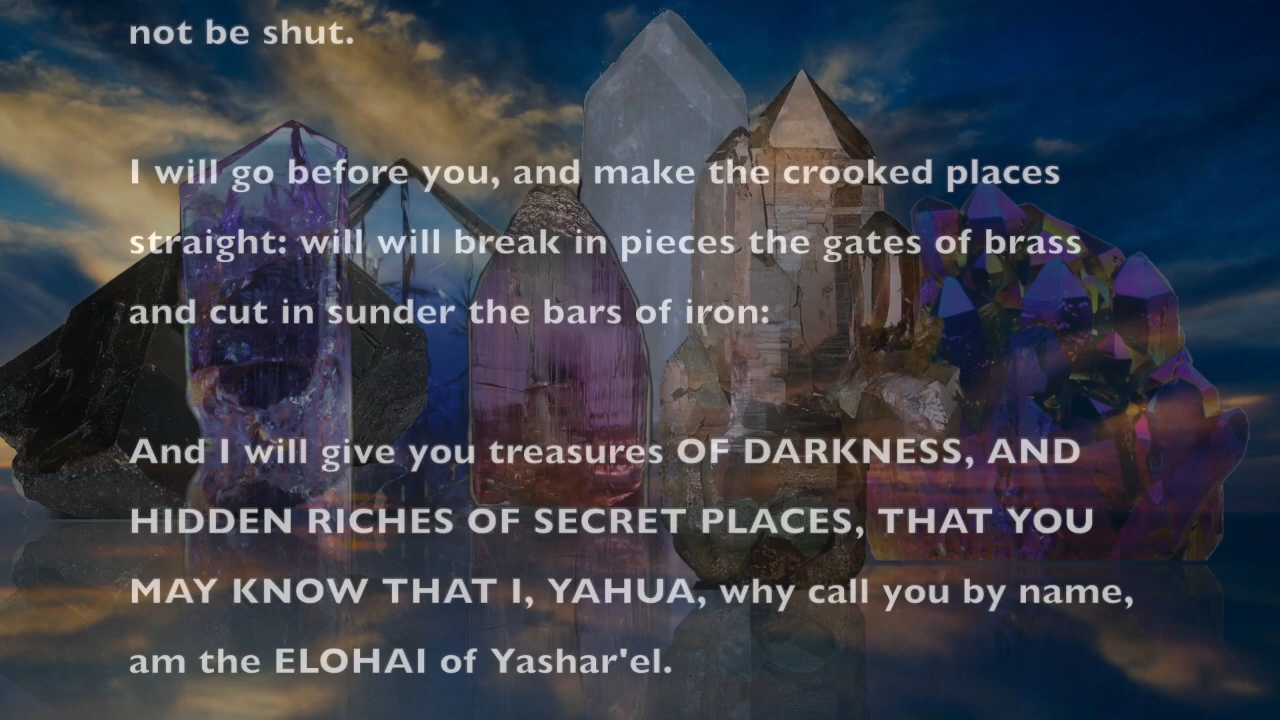 not be shut.
I will go before you, and make the crooked places
straight: will will break in pieces the gates of brass
and cut in sunder the bars of iron:
And I will give you treasures OF DARKNESS, AND
HIDDEN RICHES OF SECRET PLACES, THAT YOU
MAY KNOW THAT I, YAHUA, why call you by name,
am the ELOHAI of Yashar'el.